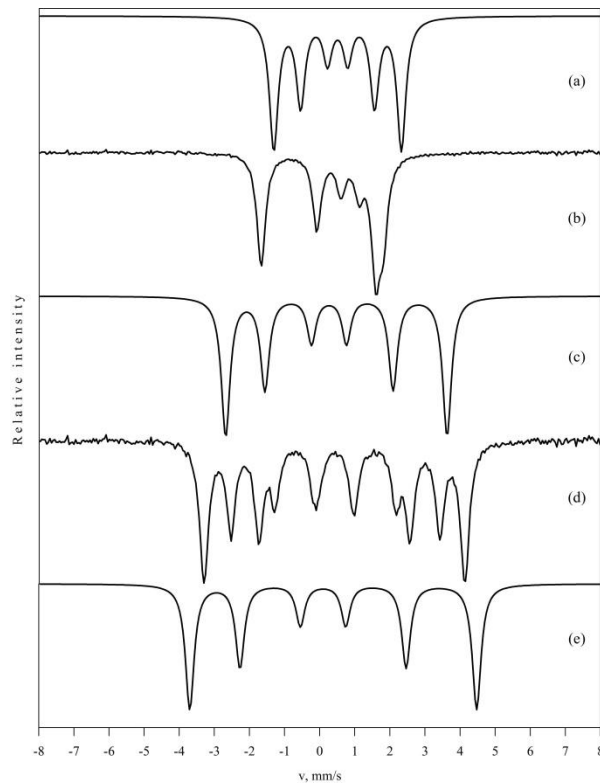 (a)
(b)
(c)
(d)
(e)
Relative intensity
-8 -7 -6 -5 -4 -3 -2 -1 0 1 2 3 4 5 6 7 8
v, mm/s